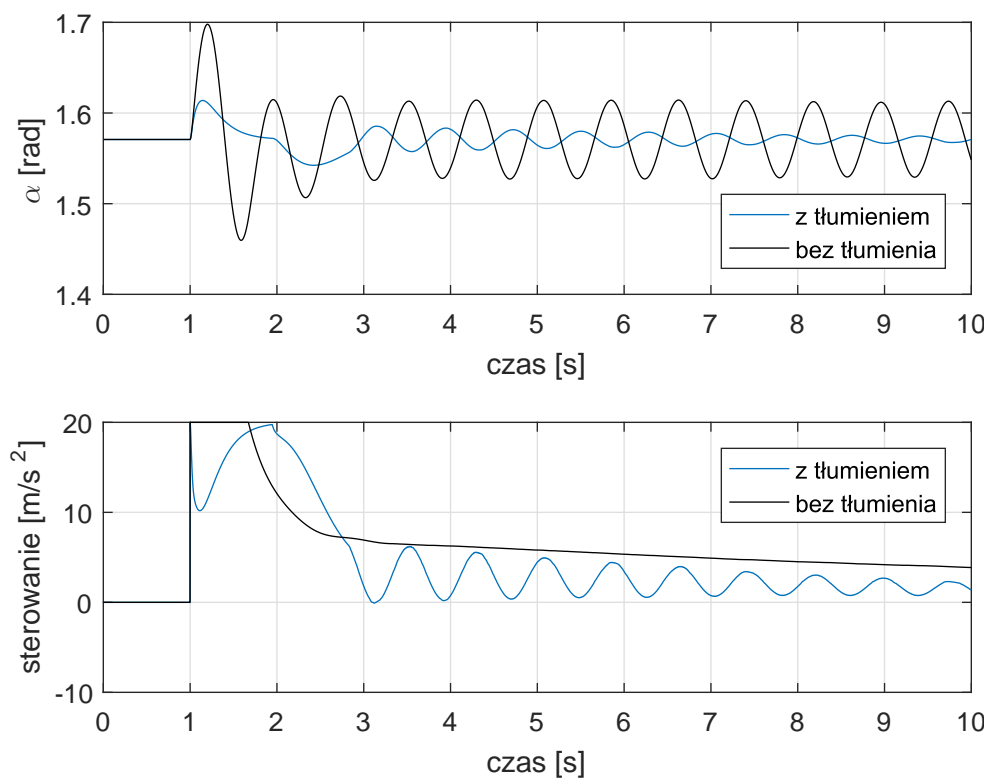 1.7
1.6
1.5
1.4
α [rad]
0 1 2 3 4 5 6 7 8 9 10
czas [s]
z tłumieniem
bez tłumienia
20
10
0
-10
sterowanie [m/s²]
0 1 2 3 4 5 6 7 8 9 10
czas [s]
z tłumieniem
bez tłumienia